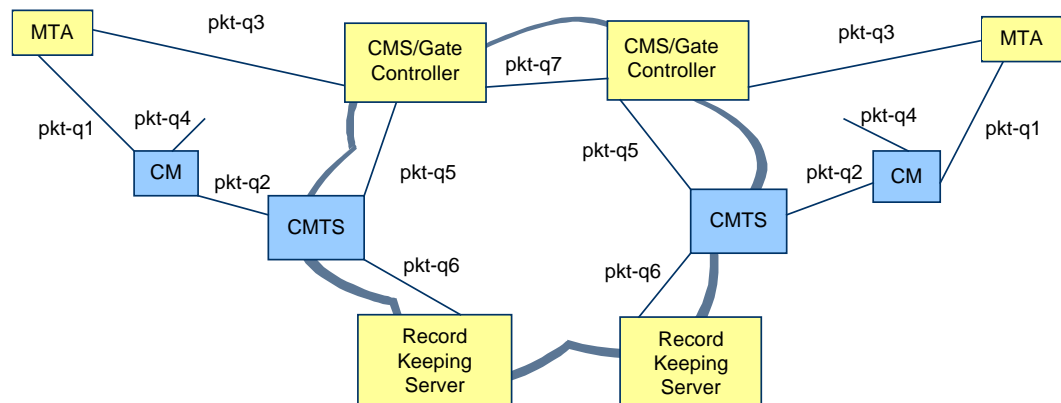 pkt-q3
pkt-q3
MTA
MTA
CMS/Gate
Controller
CMS/Gate
Controller
pkt-q7
pkt-q1
pkt-q4
pkt-q4
pkt-q1
pkt-q5
pkt-q5
CM
CM
pkt-q2
pkt-q2
CMTS
CMTS
pkt-q6
pkt-q6
Record
Keeping
Server
Record
Keeping
Server